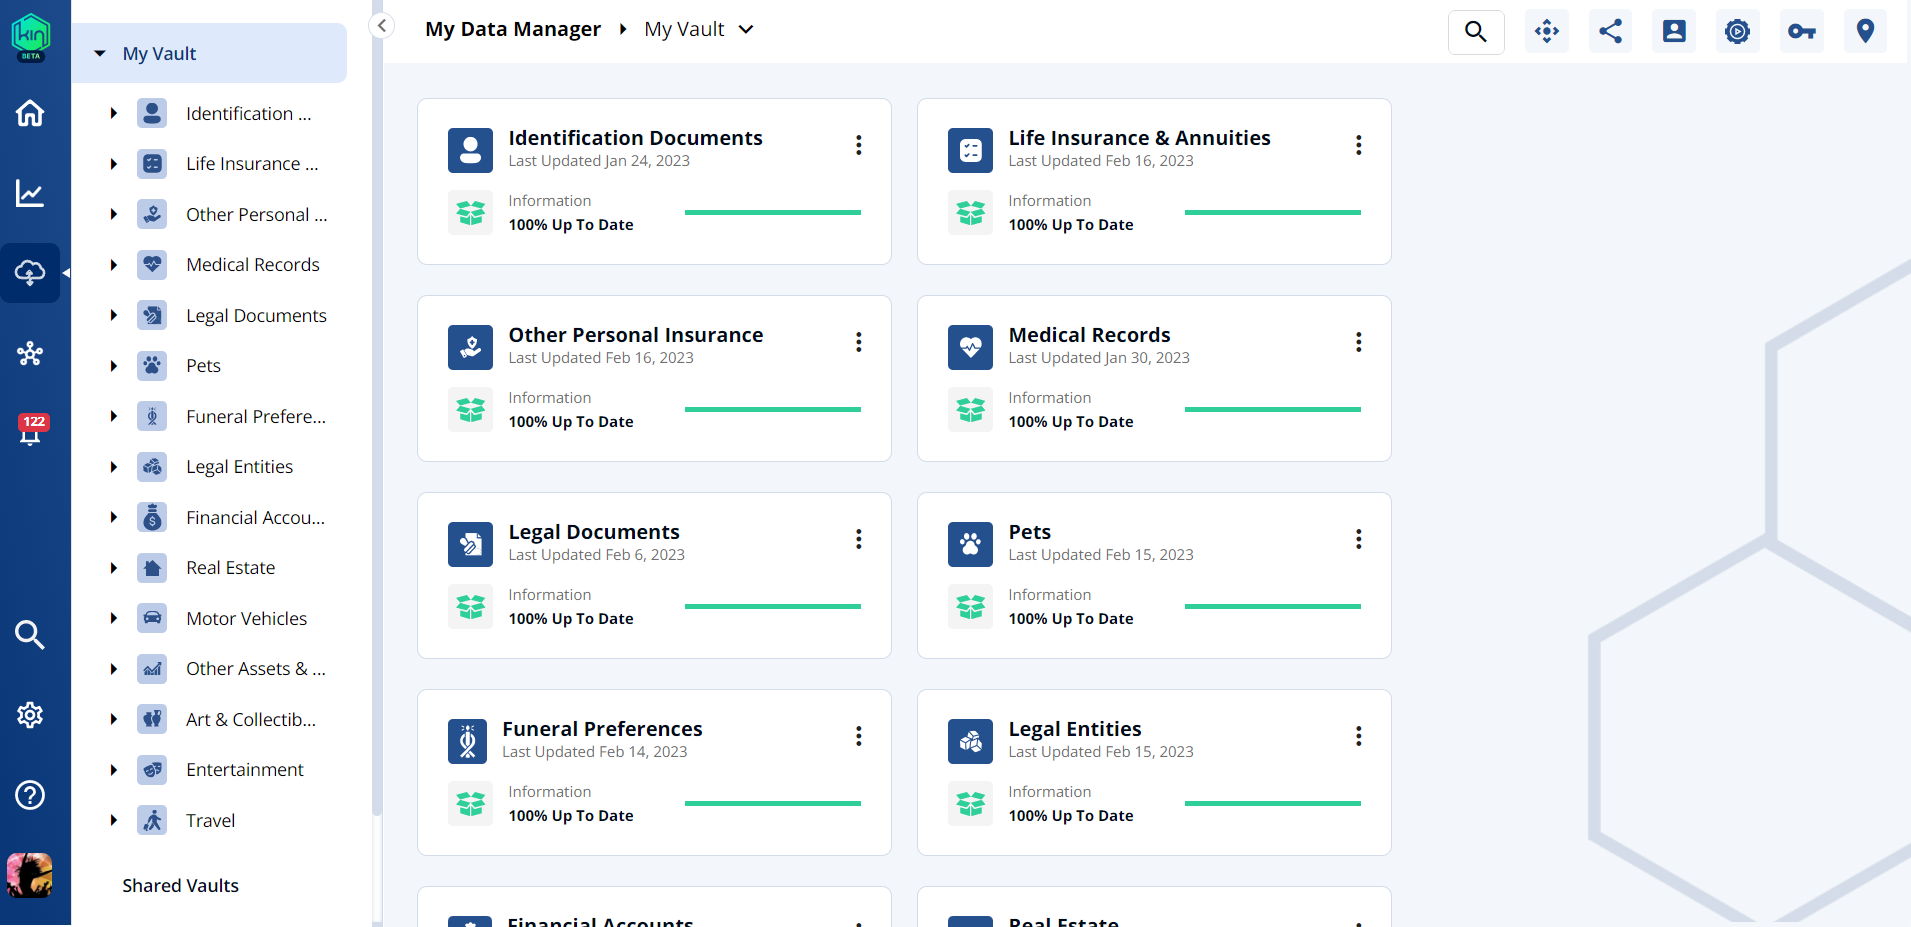 kin
BETA
122
My Vault
Identification ...
Life Insurance ...
Other Personal ...
Medical Records
Legal Documents
Pets
Funeral Prefere...
Legal Entities
Financial Accou...
Real Estate
Motor Vehicles
Other Assets & ...
Art & Collectib...
Entertainment
Travel
Shared Vaults
My Data Manager My Vault
Identification Documents
Last Updated Jan 24, 2023
Information
100% Up To Date
Life Insurance & Annuities
Last Updated Feb 16, 2023
Information
100% Up To Date
Other Personal Insurance
Last Updated Feb 16, 2023
Information
100% Up To Date
Medical Records
Last Updated Jan 30, 2023
Information
100% Up To Date
Legal Documents
Last Updated Feb 6, 2023
Information
100% Up To Date
Pets
Last Updated Feb 15, 2023
Information
100% Up To Date
Funeral Preferences
Last Updated Feb 14, 2023
Information
100% Up To Date
Legal Entities
Last Updated Feb 15, 2023
Information
100% Up To Date
Financial Accounts
Real Estate